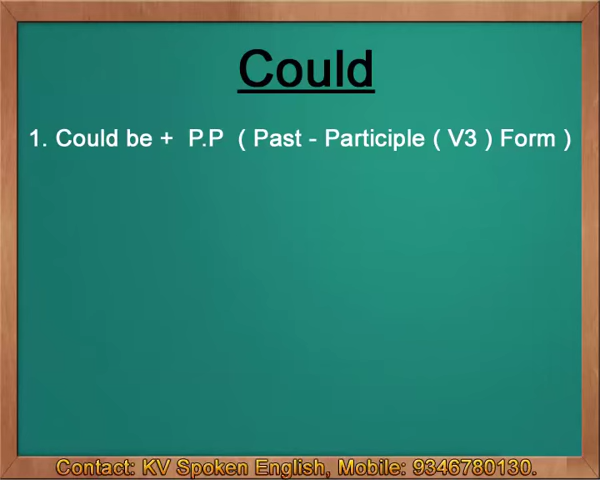 Could
1. Could be + P.P ( Past - Participle ( V3 ) Form )
Contact: KV Spoken English, Mobile: 9346780130.